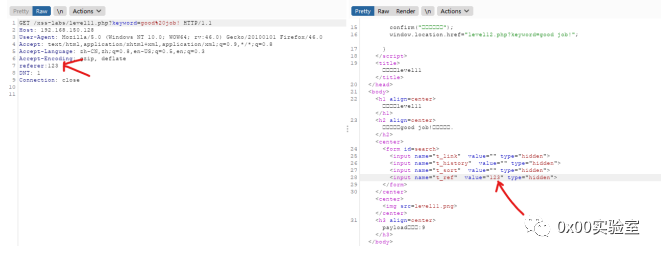 Pretty Raw \n Actions
1 GET /xss-labs/level11.php?keyword=good%20job! HTTP/1.1
2 Host: 192.168.150.128
3 User-Agent: Mozilla/5.0 (Windows NT 10.0; WOW64; rv:46.0) Gecko/20100101 Firefox/46.0
4 Accept: text/html,application/xhtml+xml,application/xml;q=0.9,*/*;q=0.8
5 Accept-Language: zh-CN,zh;q=0.8,en-US;q=0.5,en;q=0.3
6 Accept-Encoding: gzip, deflate
7 referer:123
8 DNT: 1
9 Connection: close
10
11
Pretty Raw Render \n Actions
15 confirm("□□□□□□□");
16 window.location.href="level12.php?keyword=good job!";
17 }
18 </script>
19 <title>
□□□□□level11
</title>
20 </head>
21 <body>
22 <h1 align=center>
□□□□□level11
</h1>
23 <h2 align=center>
□□□□□good job!□□□□□.
</h2>
<center>
24 <form id=search>
25 <input name="t_link" value="" type="hidden">
26 <input name="t_history" value="" type="hidden">
27 <input name="t_sort" value="" type="hidden">
28 <input name="t_ref" value="123" type="hidden">
29 </form>
30 </center>
<center>
<img src=level11.png>
</center>
31 <h3 align=center>
payload□□□:9
</h3>
</body>
0x00实验室